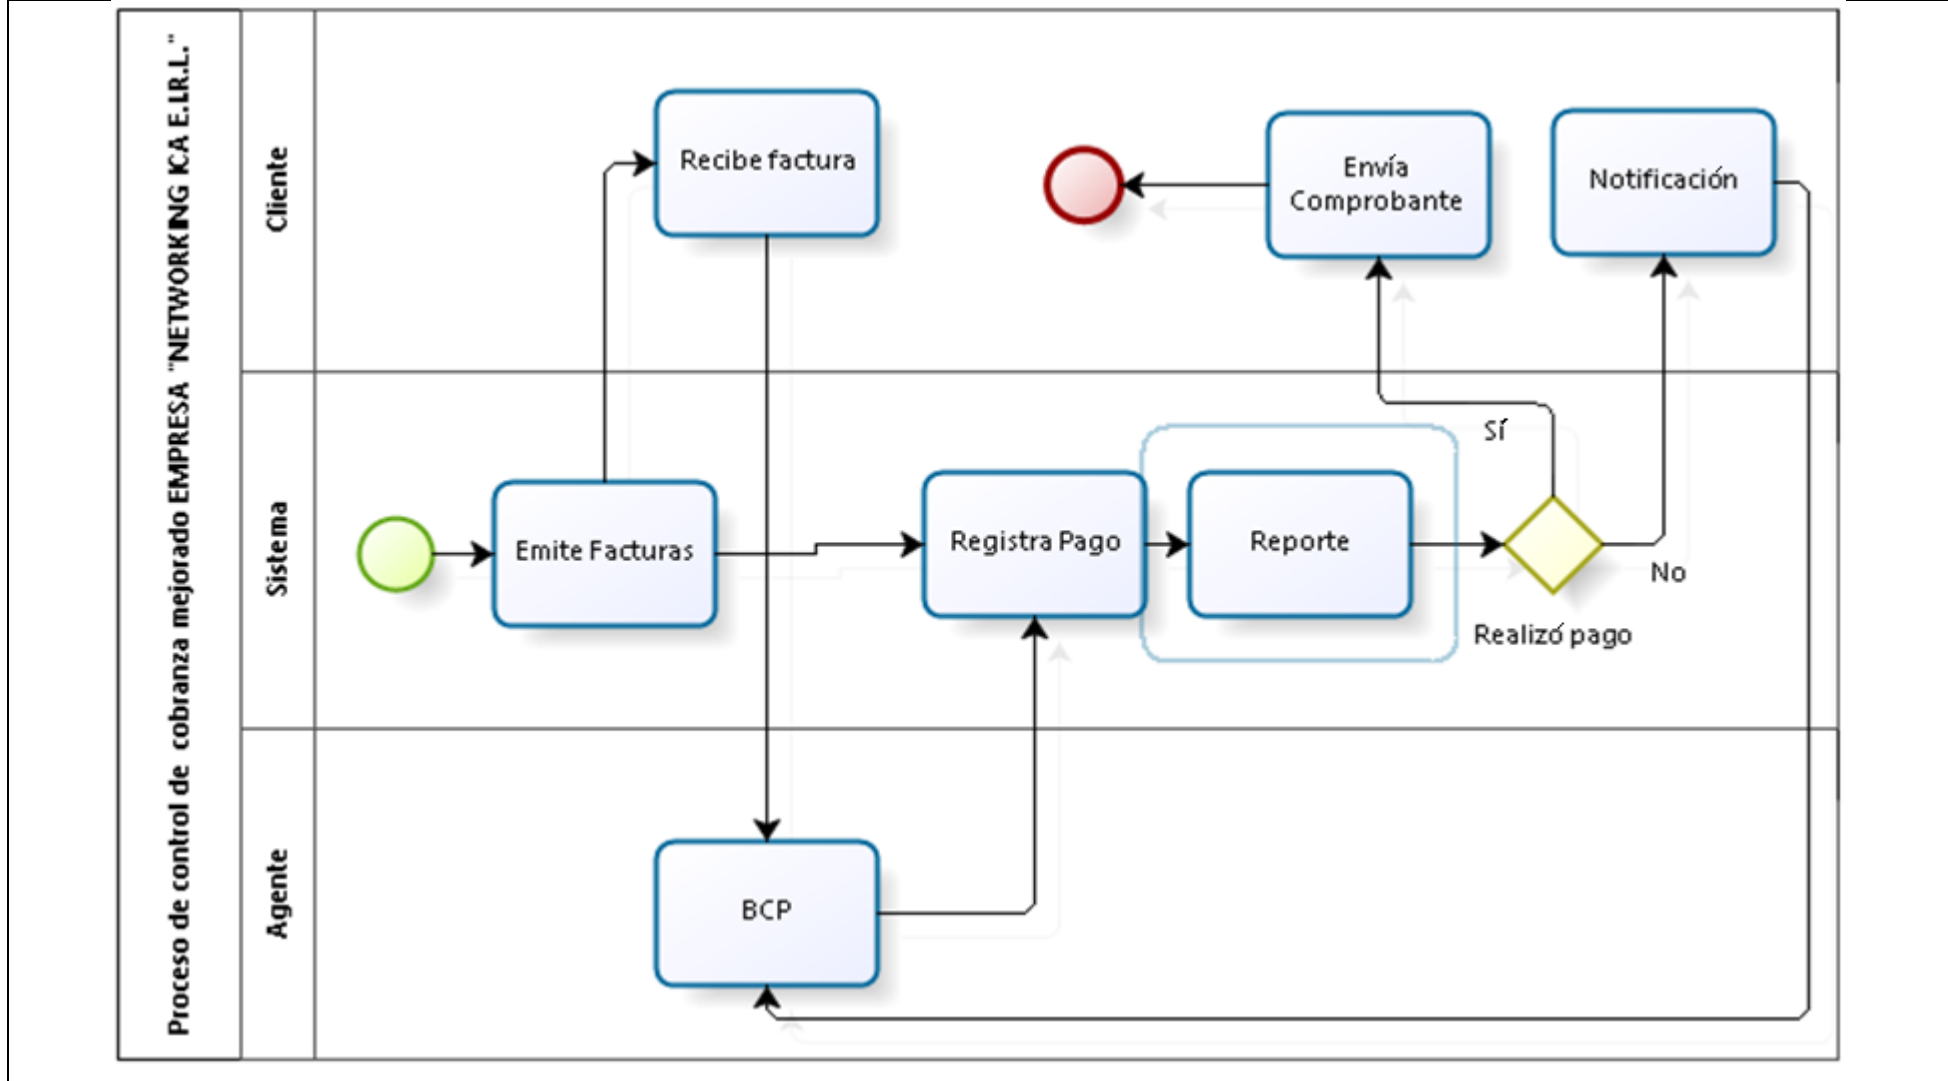 Proceso de control de cobranza mejorado EMPRESA "NETWORKING ICA E.I.R.L."
Cliente
Recibe factura
Envía
Comprobante
Notificación
Sistema
Emite Facturas
Registra Pago
Reporte
Sí
No
Realizó pago
Agente
BCP